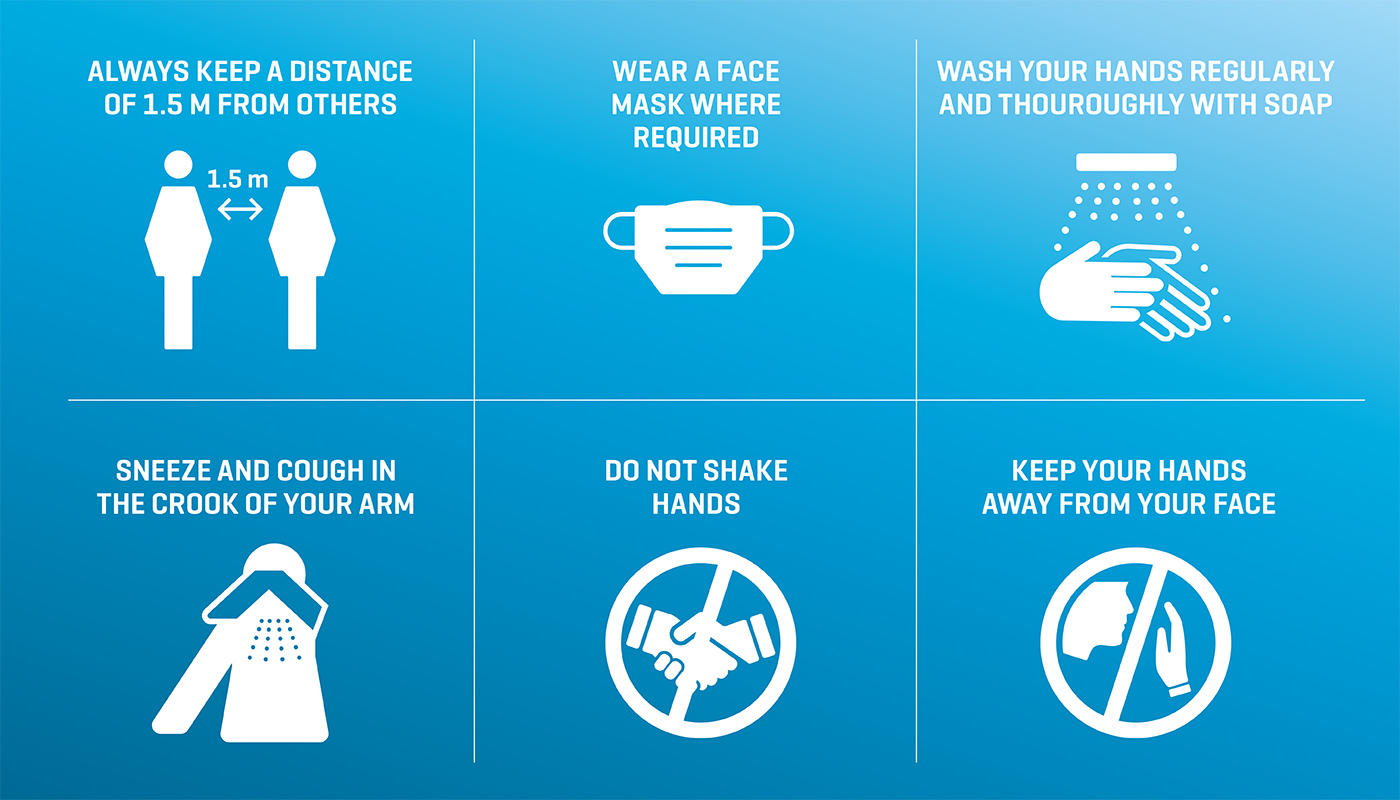 ALWAYS KEEP A DISTANCE
OF 1.5 M FROM OTHERS
1.5 m
WEAR A FACE
MASK WHERE
REQUIRED
WASH YOUR HANDS REGULARLY
AND THOUROUGHLY WITH SOAP
SNEEZE AND COUGH IN
THE CROOK OF YOUR ARM
DO NOT SHAKE
HANDS
KEEP YOUR HANDS
AWAY FROM YOUR FACE